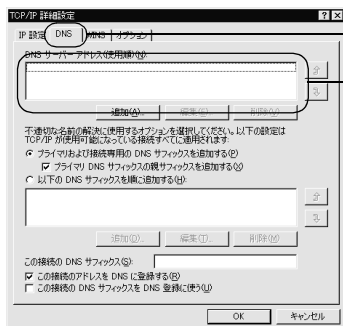 TCP/IP 詳細設定
IP 設定 DNS WINS オプション
DNS サーバー アドレス(使用順)(N):
追加(A)... 編集(E)... 削除(V)
不適切な名前の解決に使用するオプションを選択してください。以下の設定は
TCP/IP が使用可能になっている接続すべてに適用されます:
プライマリおよび接続専用の DNS サフィックスを追加する(P)
プライマリ DNS サフィックスの親サフィックスを追加する(X)
以下の DNS サフィックスを順に追加する(H):
追加(D)... 編集(T)... 削除(M)
この接続の DNS サフィックス(S):
この接続のアドレスを DNS に登録する(R)
この接続の DNS サフィックスを DNS 登録に使う(U)
OK キャンセル